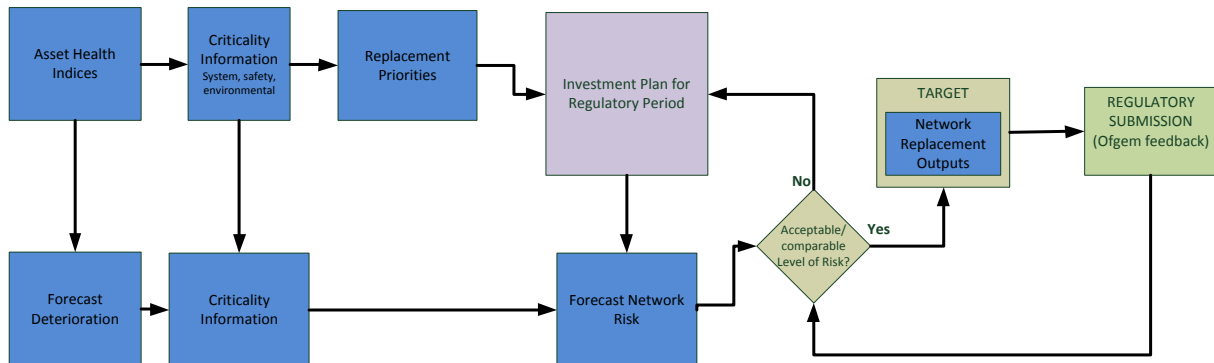 Asset Health
Indices
Criticality
Information
System, safety,
environmental
Replacement
Priorities
Investment Plan for
Regulatory Period
TARGET
Network
Replacement
Outputs
REGULATORY
SUBMISSION
(Ofgem feedback)
No
Yes
Acceptable/
comparable
Level of Risk?
Forecast
Deterioration
Criticality
Information
Forecast Network
Risk